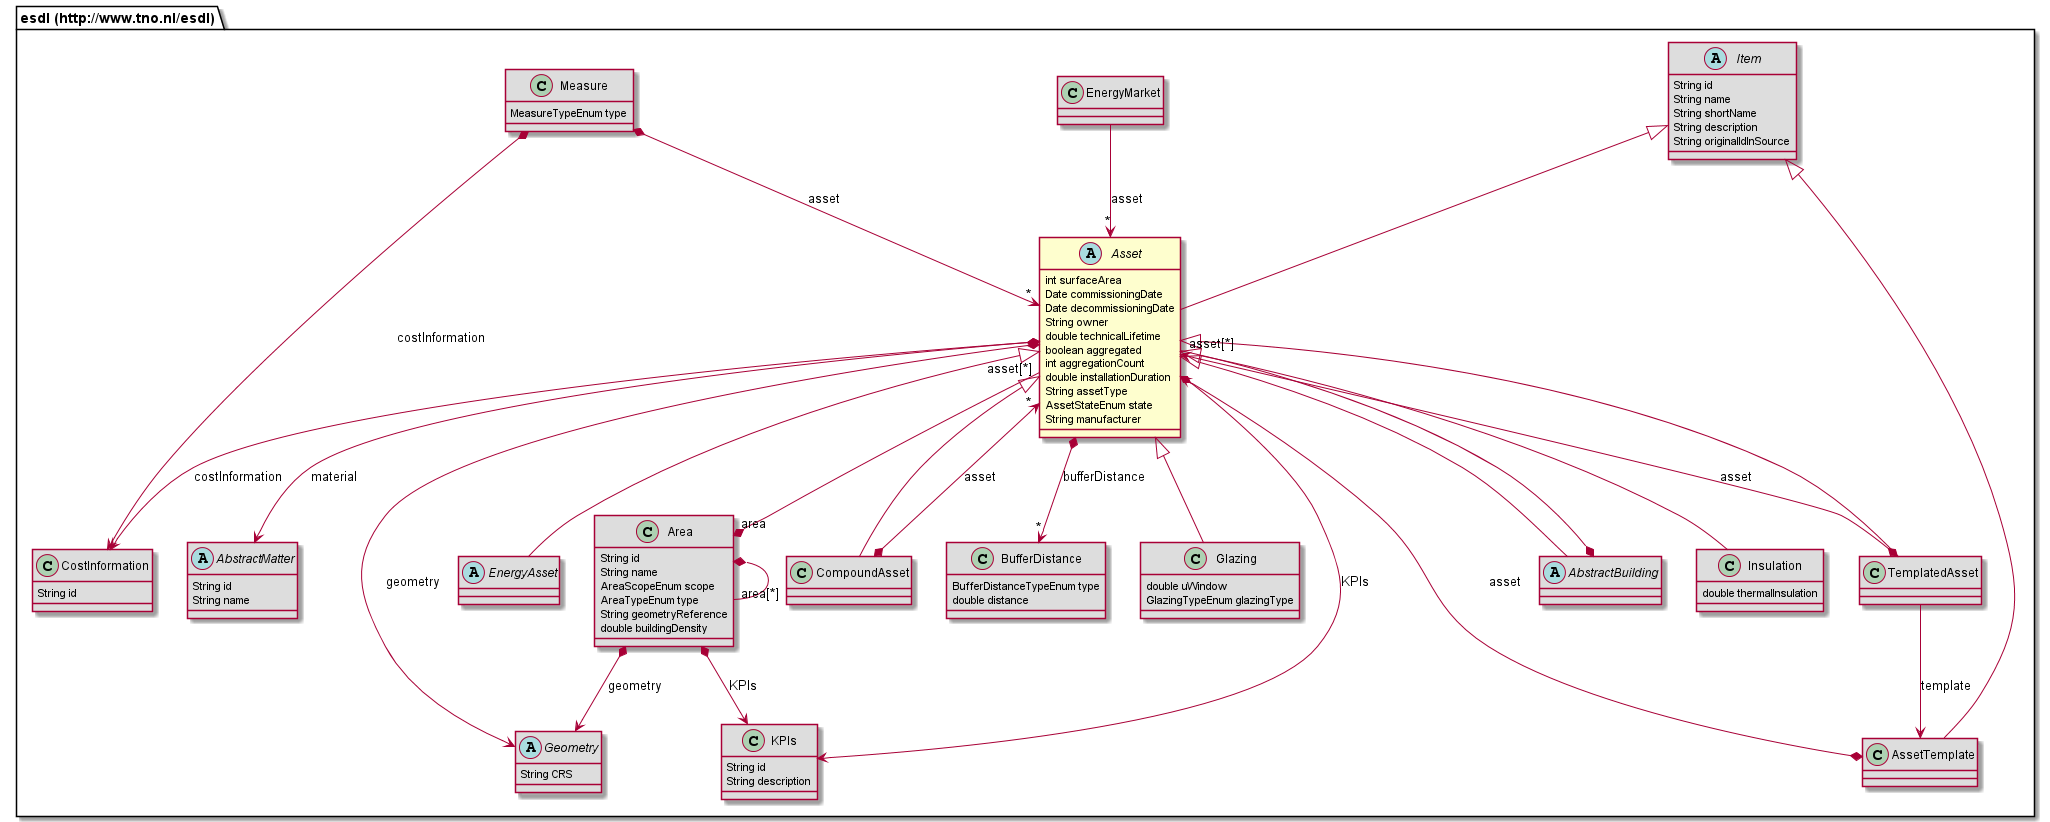 esdl (http://www.tno.nl/esdl)
A Item
String id
String name
String shortName
String description
String originalIdInSource
C Measure
MeasureTypeEnum type
C EnergyMarket
asset
asset
*
A Asset
int surfaceArea
Date commissioningDate
Date decommissioningDate
String owner
double technicalLifetime
boolean aggregated
int aggregationCount
double installationDuration
String assetType
AssetStateEnum state
String manufacturer
*
costInformation
asset[*]
asset[*]
*
costInformation
material
asset
bufferDistance
asset
area
*
geometry
KPIs
asset
C CostInformation
String id
A AbstractMatter
String id
String name
A EnergyAsset
C Area
String id
String name
AreaScopeEnum scope
AreaTypeEnum type
String geometryReference
double buildingDensity
area[*]
C CompoundAsset
C BufferDistance
BufferDistanceTypeEnum type
double distance
C Glazing
double uWindow
GlazingTypeEnum glazingType
A AbstractBuilding
C Insulation
double thermalInsulation
C TemplatedAsset
geometry
KPIs
template
A Geometry
String CRS
C KPIs
String id
String description
C AssetTemplate